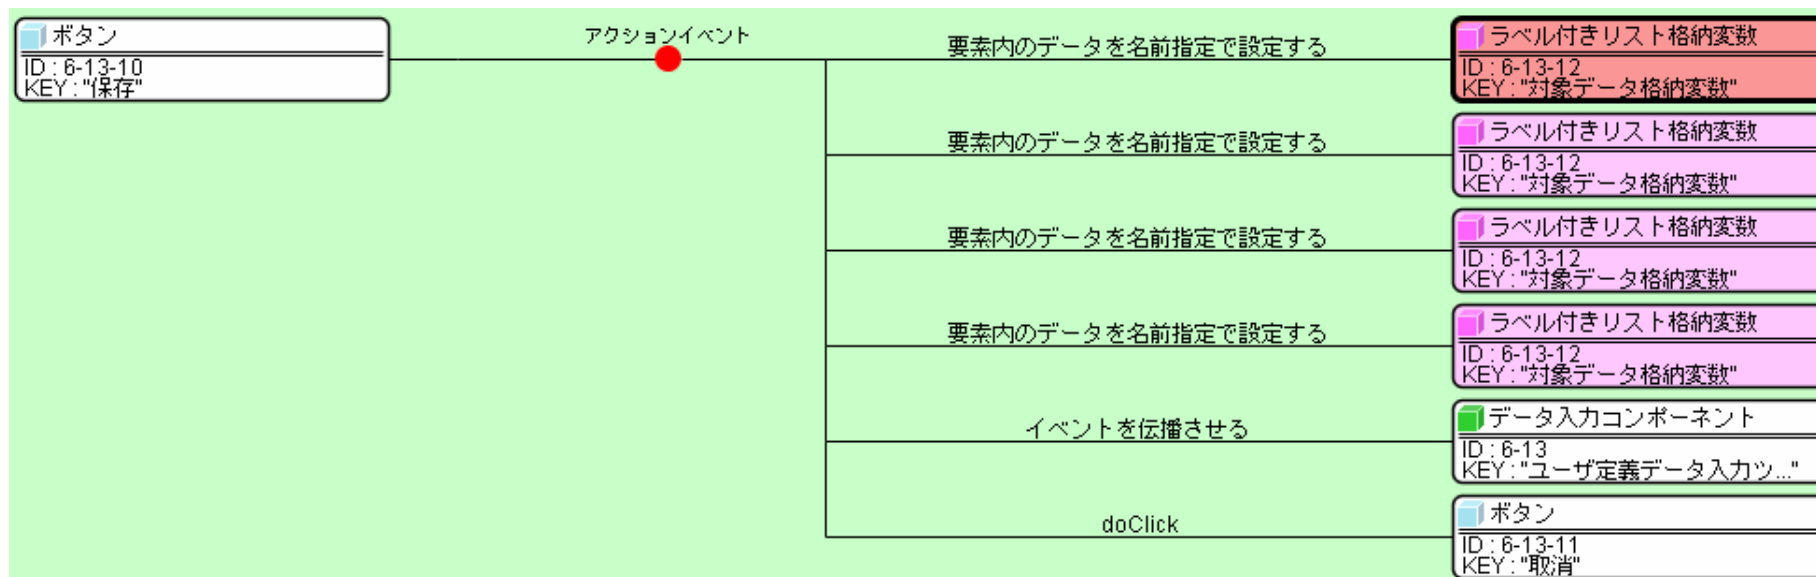 ボタン
ID : 6-13-10
KEY : "保存"
アクションイベント
要素内のデータを名前指定で設定する
ラベル付きリスト格納変数
ID : 6-13-12
KEY : "対象データ格納変数"
要素内のデータを名前指定で設定する
ラベル付きリスト格納変数
ID : 6-13-12
KEY : "対象データ格納変数"
要素内のデータを名前指定で設定する
ラベル付きリスト格納変数
ID : 6-13-12
KEY : "対象データ格納変数"
要素内のデータを名前指定で設定する
ラベル付きリスト格納変数
ID : 6-13-12
KEY : "対象データ格納変数"
イベントを伝播させる
データ入力コンポーネント
ID : 6-13
KEY : "ユーザ定義データ入力ツ..."
doClick
ボタン
ID : 6-13-11
KEY : "取消"